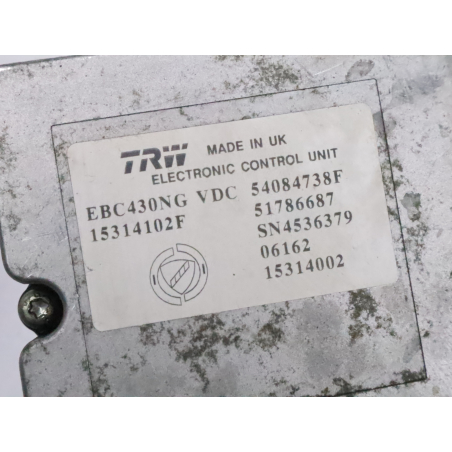 TRW MADE IN UK
ELECTRONIC CONTROL UNIT
EBC430NG VDC 54084738F
15314102F 51786687
SN4536379
06162
15314002